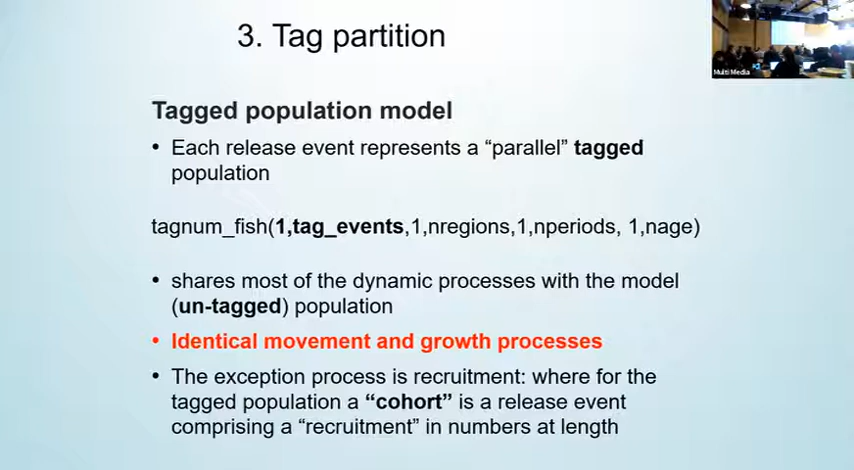 3. Tag partition
Multi Media
Tagged population model
• Each release event represents a “parallel” tagged
population
tagnum_fish(1,tag_events,1,nregions,1,nperiods, 1,nage)
• shares most of the dynamic processes with the model
(un-tagged) population
• Identical movement and growth processes
• The exception process is recruitment: where for the
tagged population a “cohort” is a release event
comprising a “recruitment” in numbers at length